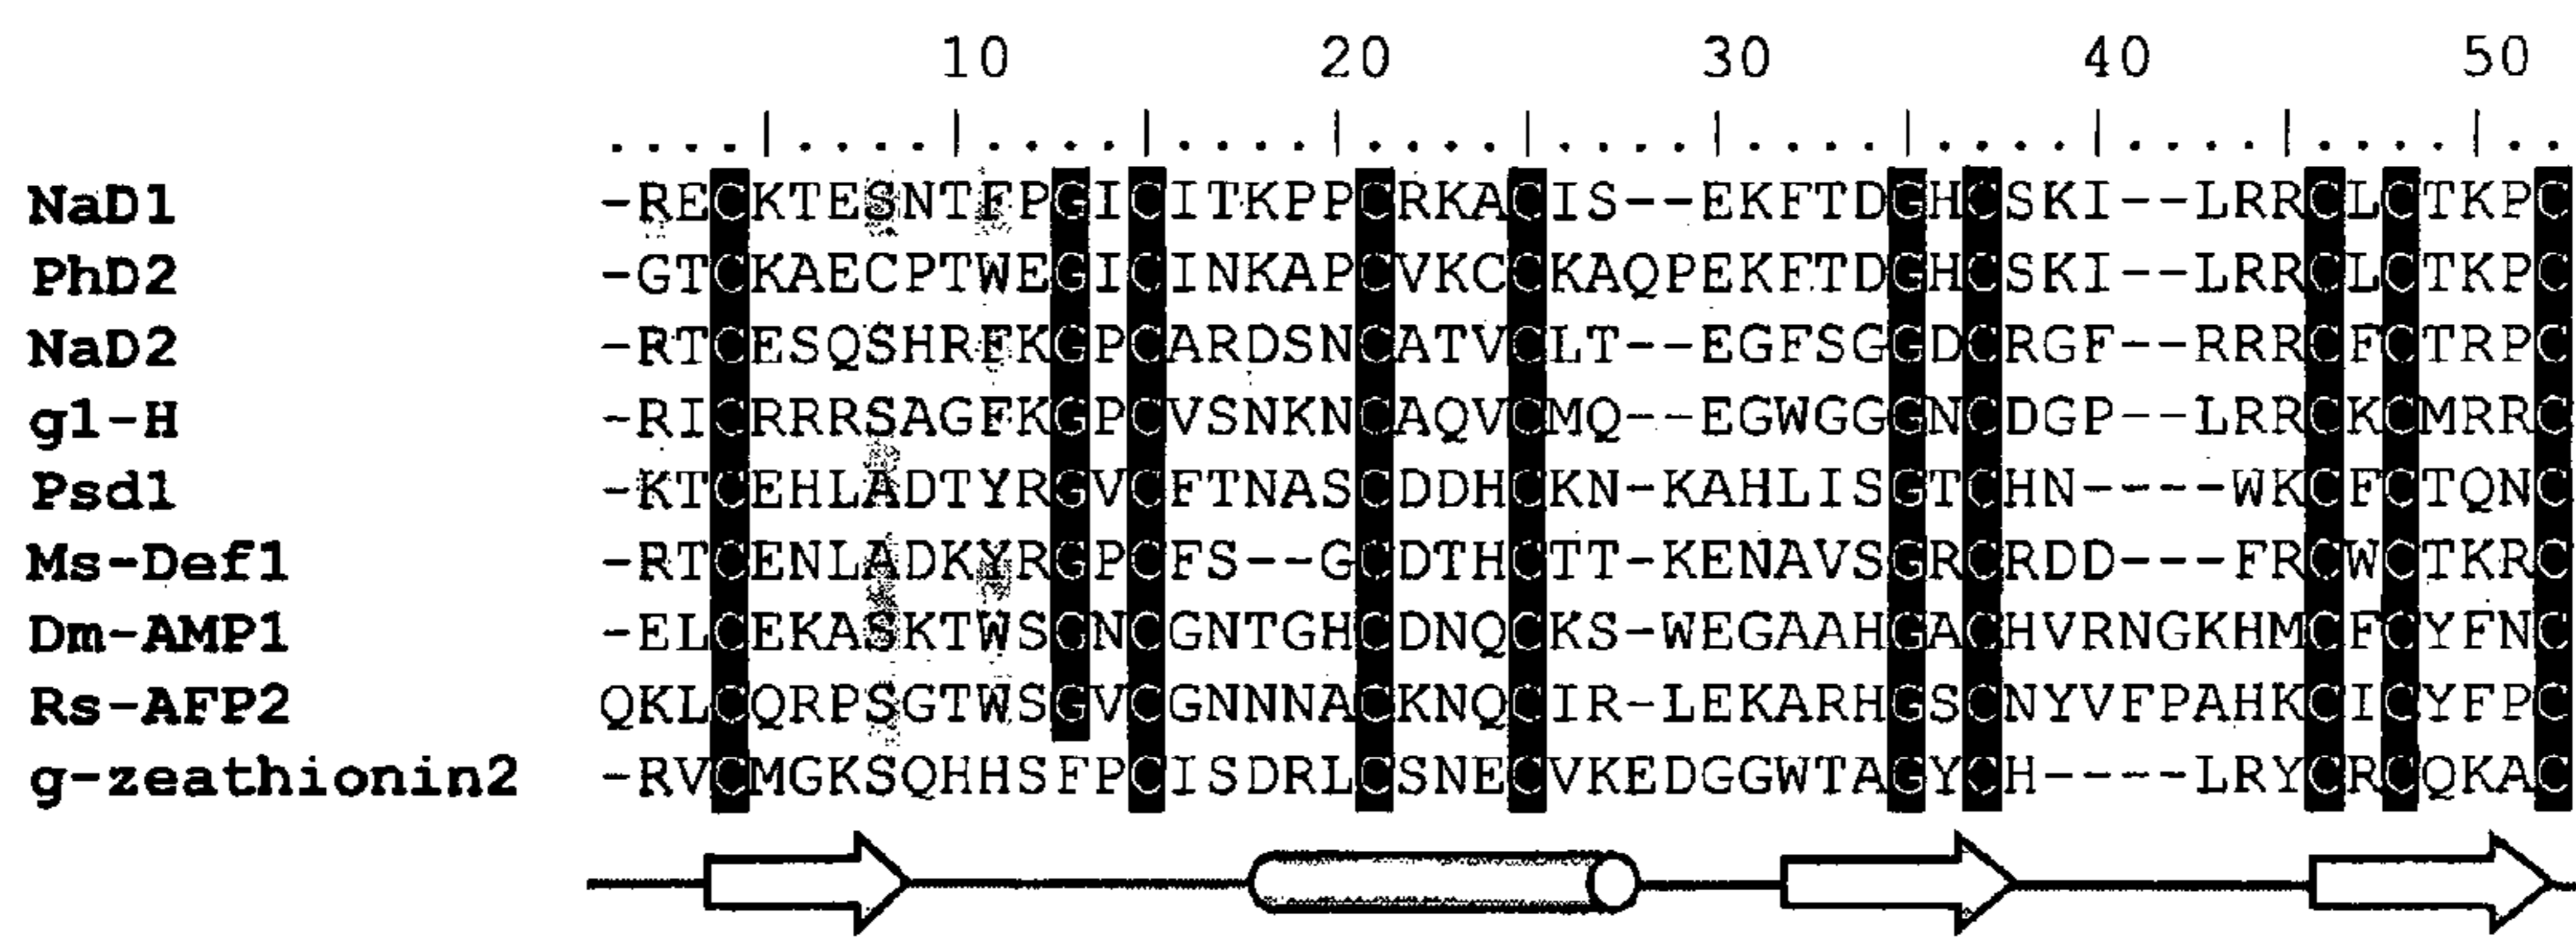 10 20 30 40 50
....|....|....|....|....|....|....|....|....|....|..
NaD1 -RECKTESNTFPGICITKPPCRKACIS--EKFTDGHCSKI--LRRCLCTKPC
PhD2 -GTCKAECPTWEGICINKAPCVKCCKAQPEKFTDGHCSKI--LRRCLCTKPC
NaD2 -RTCESQSHRFKGPCARDSNCATVCLT--EGFSGGDCRGF--RRRCFCTRPC
g1-H -RICRRRSAGFKGPCVSNKNCAQVCMQ--EGWGGGNCDGP--LRRCKCMRRC
Psd1 -KTCEHLADTYRGVCFTNASCDDHCKN-KAHLISGTCHN----WKCFCTQNC
Ms-Def1 -RTCENLADKYRGPCFS--GCDTHCTT-KENAVSGRCRDD---FRCWCTKRC
Dm-AMP1 -ELCEKASKTWSGNCGNTGHCDNQCKS-WEGAAHGACHVRNGKHMCFCYFNC
Rs-AFP2 QKLCQRPSGTWSGVCGNNNACKNQCIR-LEKARHGSCNYVFPAHKCICYFPC
g-zeathionin2 -RVCMGKSQHHSFPCISDRLCSNECVKEDGGWTAGYCH----LRYCRCQKAC